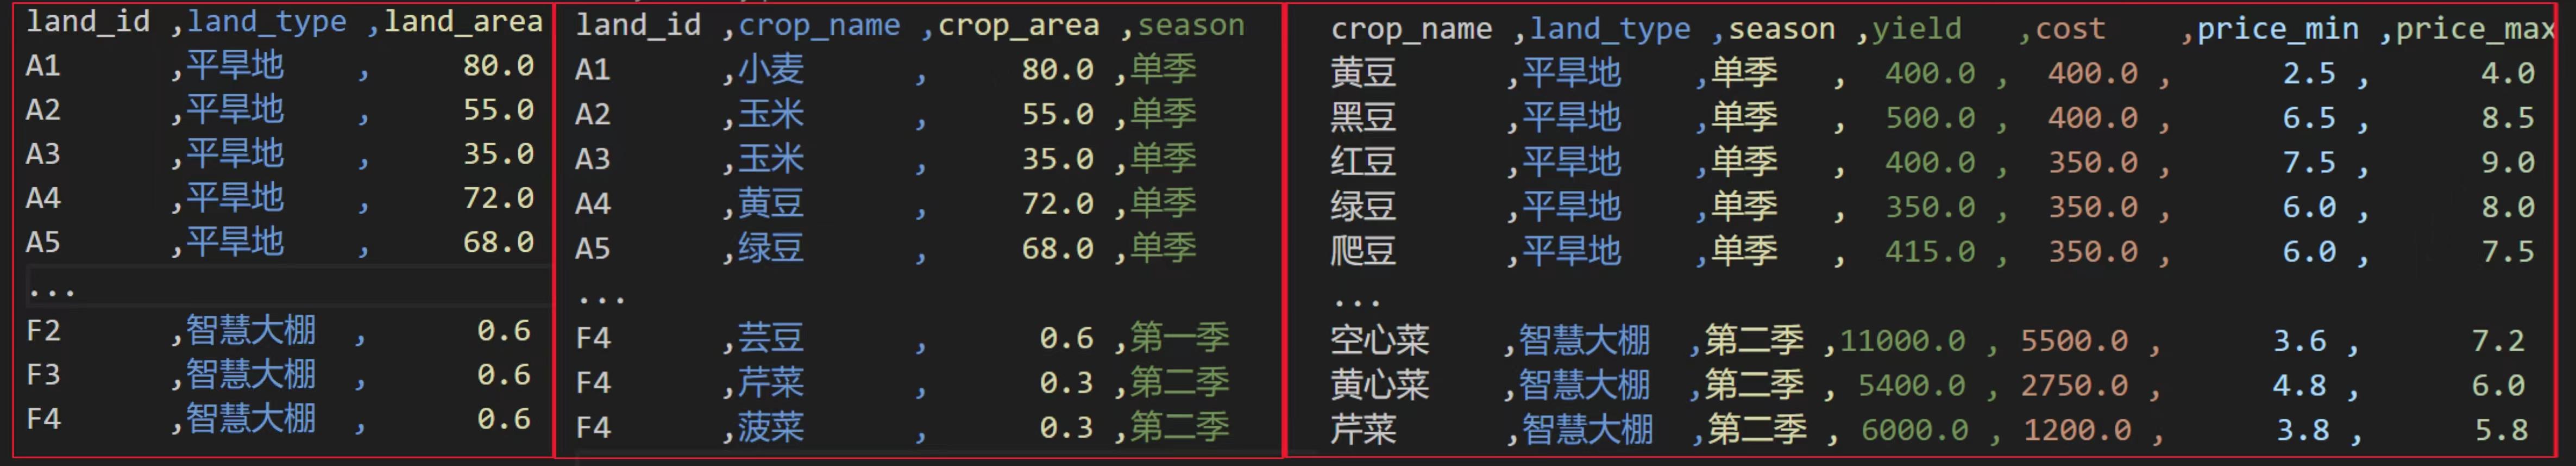 land_id ,land_type ,land_area
A1 ,平旱地 , 80.0
A2 ,平旱地 , 55.0
A3 ,平旱地 , 35.0
A4 ,平旱地 , 72.0
A5 ,平旱地 , 68.0
...
F2 ,智慧大棚 , 0.6
F3 ,智慧大棚 , 0.6
F4 ,智慧大棚 , 0.6
land_id ,crop_name ,crop_area ,season
A1 ,小麦 , 80.0 ,单季
A2 ,玉米 , 55.0 ,单季
A3 ,玉米 , 35.0 ,单季
A4 ,黄豆 , 72.0 ,单季
A5 ,绿豆 , 68.0 ,单季
...
F4 ,芸豆 , 0.6 ,第一季
F4 ,芹菜 , 0.3 ,第二季
F4 ,菠菜 , 0.3 ,第二季
crop_name ,land_type ,season ,yield ,cost ,price_min ,price_max
黄豆 ,平旱地 ,单季 , 400.0 , 400.0 , 2.5 , 4.0
黑豆 ,平旱地 ,单季 , 500.0 , 400.0 , 6.5 , 8.5
红豆 ,平旱地 ,单季 , 400.0 , 350.0 , 7.5 , 9.0
绿豆 ,平旱地 ,单季 , 350.0 , 350.0 , 6.0 , 8.0
爬豆 ,平旱地 ,单季 , 415.0 , 350.0 , 6.0 , 7.5
...
空心菜 ,智慧大棚 ,第二季 ,11000.0 , 5500.0 , 3.6 , 7.2
黄心菜 ,智慧大棚 ,第二季 , 5400.0 , 2750.0 , 4.8 , 6.0
芹菜 ,智慧大棚 ,第二季 , 6000.0 , 1200.0 , 3.8 , 5.8